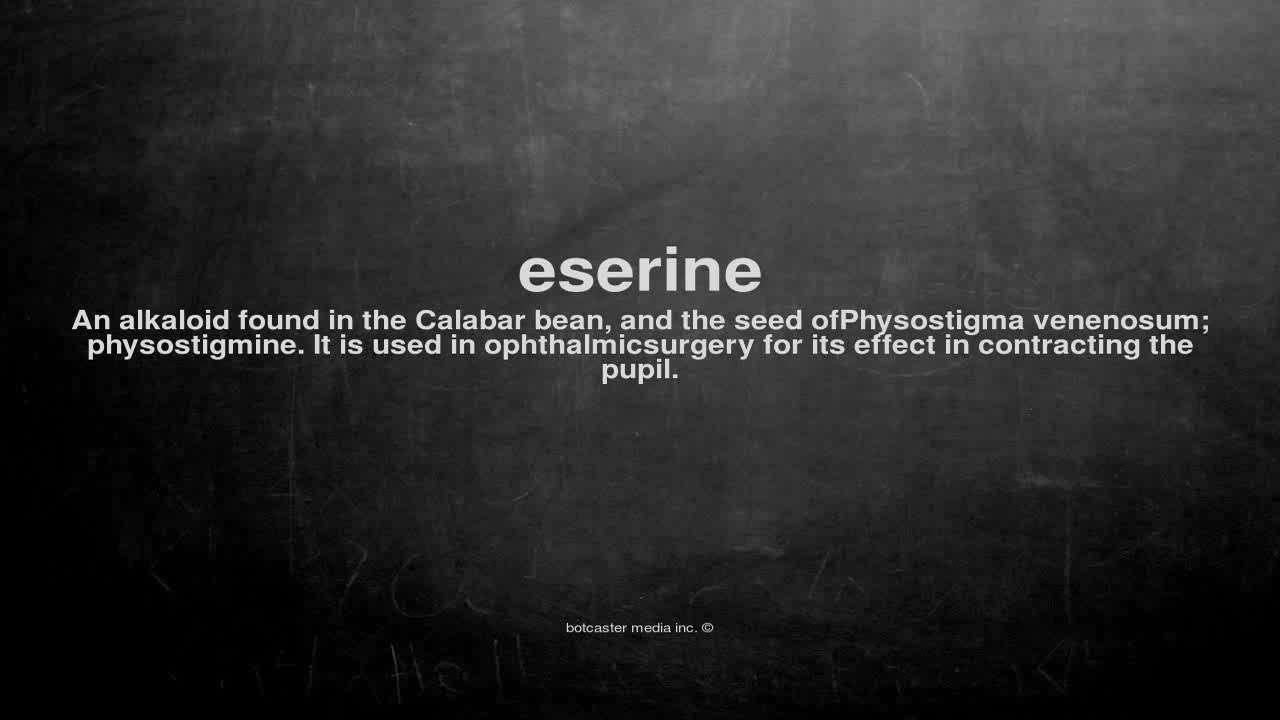 eserine
An alkaloid found in the Calabar bean, and the seed ofPhysostigma venenosum;
physostigmine. It is used in ophthalmicsurgery for its effect in contracting the
pupil.
botcaster media inc. ©